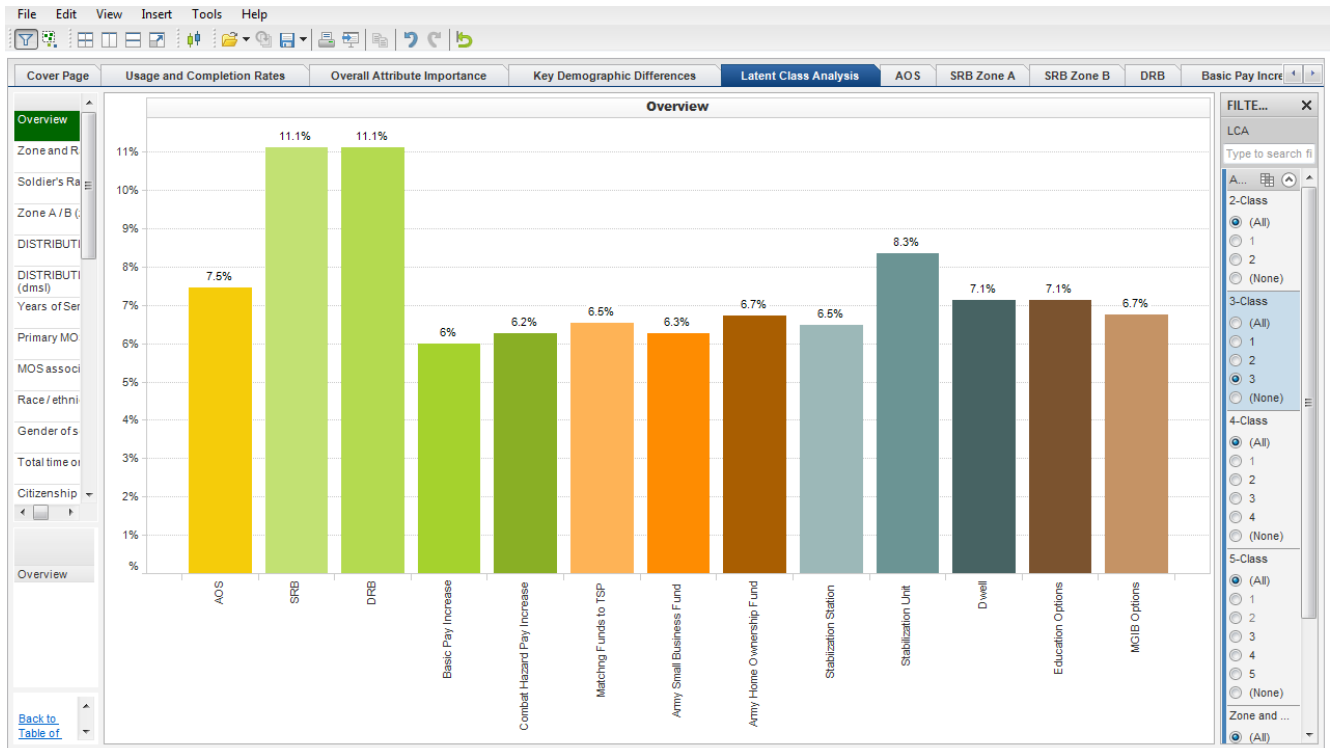 File Edit View Insert Tools Help
Cover Page Usage and Completion Rates Overall Attribute Importance Key Demographic Differences Latent Class Analysis AOS SRB Zone A SRB Zone B DRB Basic Pay Incre
Overview
Zone and R
Soldier's Ra
Zone A / B (.
DISTRIBUTI
DISTRIBUTI
(dmsl)
Years of Ser
Primary MO
MOS associ
Race / ethni
Gender of s
Total time or
Citizenship
Overview
Back to
Table of
Overview
11%
10%
9%
8%
7%
6%
5%
4%
3%
2%
1%
%
7.5%
11.1%
11.1%
6%
6.2%
6.5%
6.3%
6.7%
6.5%
8.3%
7.1%
7.1%
6.7%
AOS
SRB
DRB
Basic Pay Increase
Combat Hazard Pay Increase
Matchng Funds to TSP
Army Small Business Fund
Army Home Ownership Fund
Stabiization Station
Stabilization Unit
Dwell
Education Options
MGIB Options
FILTE...
LCA
Type to search fi
A...
2-Class
(All)
1
2
(None)
3-Class
(All)
1
2
3
(None)
4-Class
(All)
1
2
3
4
(None)
5-Class
(All)
1
2
3
4
5
(None)
Zone and ...
(All)